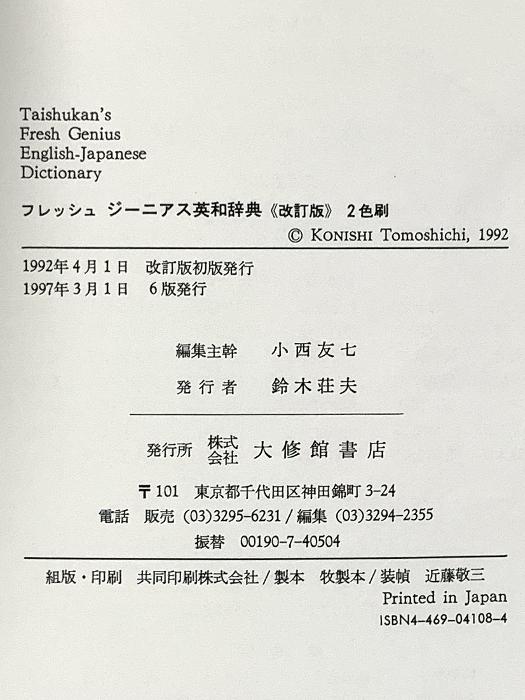 Taishukan's
Fresh Genius
English-Japanese
Dictionary
フレッシュ ジーニアス英和辞典《改訂版》 2色刷
© KONISHI Tomoshichi, 1992
1992年4月1日 改訂版初版発行
1997年3月1日 6版発行
編集主幹 小西友七
発行者 鈴木荘夫
発行所 株式会社 大修館書店
〒101 東京都千代田区神田錦町3-24
電話 販売 (03)3295-6231/編集 (03)3294-2355
振替 00190-7-40504
組版・印刷 共同印刷株式会社/製本 牧製本/装幀 近藤敬三
Printed in Japan
ISBN4-469-04108-4